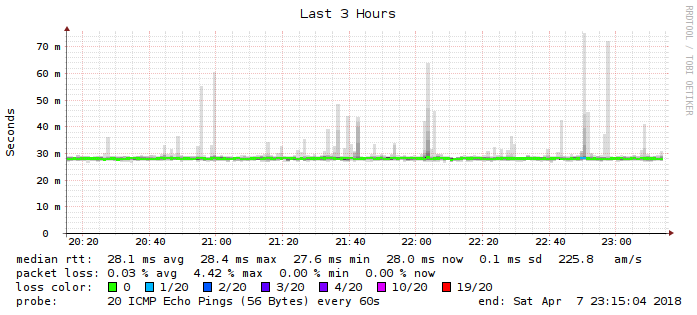 Last 3 Hours
RRDTOOL / TOBI OETIKER
Seconds
70 m
60 m
50 m
40 m
30 m
20 m
10 m
0
20:20 20:40 21:00 21:20 21:40 22:00 22:20 22:40 23:00
median rtt: 28.1 ms avg 28.4 ms max 27.6 ms min 28.0 ms now 0.1 ms sd 225.8 am/s
packet loss: 0.03 % avg 4.42 % max 0.00 % min 0.00 % now
loss color: 0 1/20 2/20 3/20 4/20 10/20 19/20
probe: 20 ICMP Echo Pings (56 Bytes) every 60s end: Sat Apr 7 23:15:04 2018